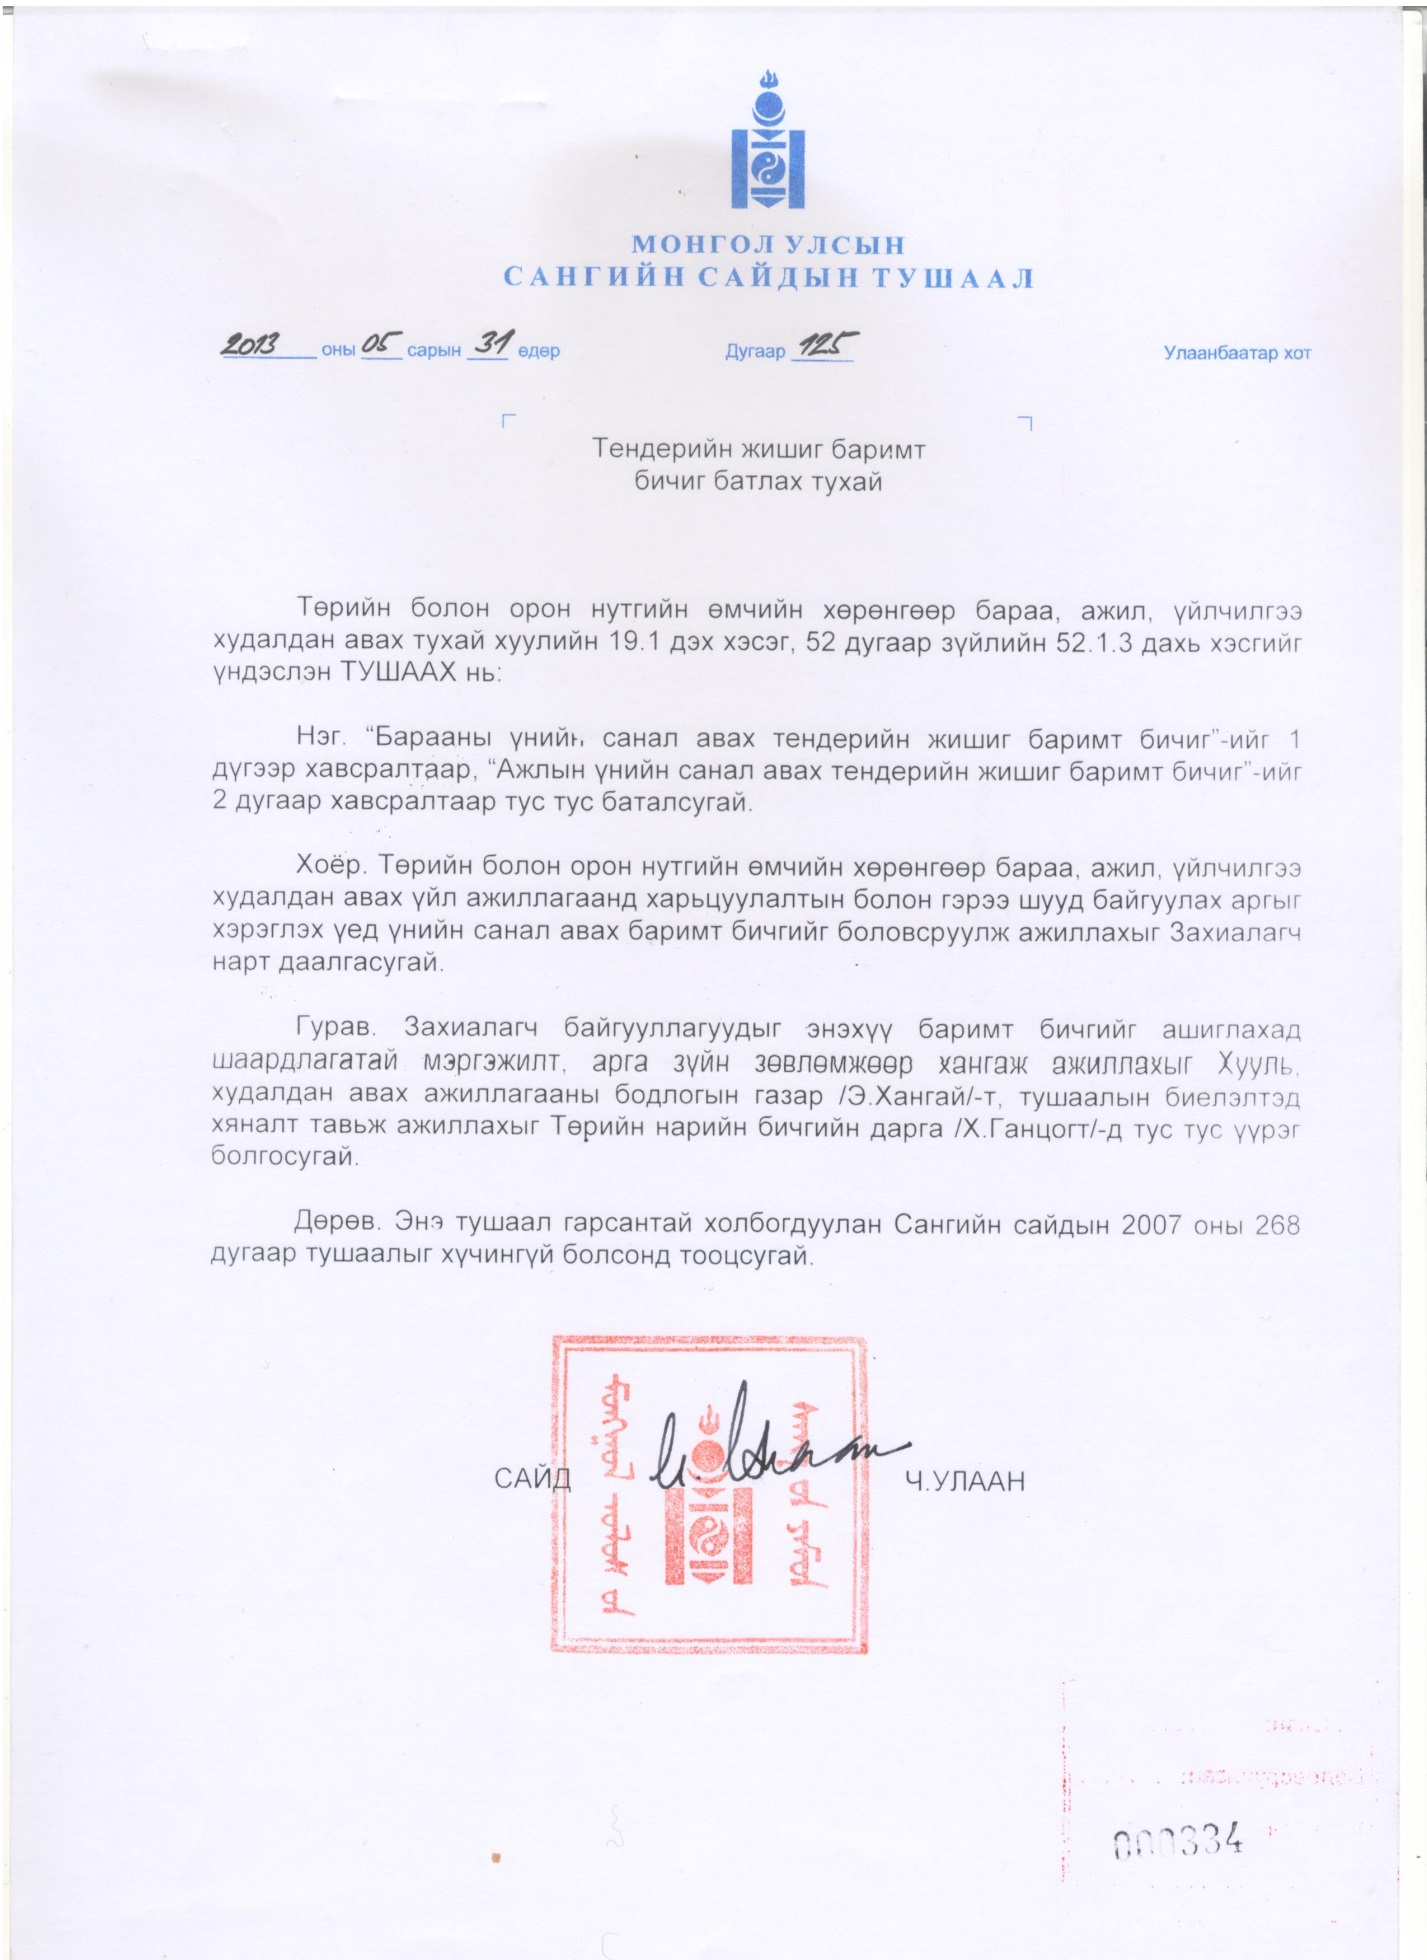 МОНГОЛ УЛСЫН
САНГИЙН САЙДЫН ТУШААЛ
2013 оны 05 сарын 31 өдөр Дугаар 125 Улаанбаатар хот
Тендерийн жишиг баримт
бичиг батлах тухай
Төрийн болон орон нутгийн өмчийн хөрөнгөөр бараа, ажил, үйлчилгээ
худалдан авах тухай хуулийн 19.1 дэх хэсэг, 52 дугаар зүйлийн 52.1.3 дахь хэсгийг
үндэслэн ТУШААХ нь:
Нэг. “Барааны үнийн санал авах тендерийн жишиг баримт бичиг”-ийг 1
дүгээр хавсралтаар, “Ажлын үнийн санал авах тендерийн жишиг баримт бичиг”-ийг
2 дугаар хавсралтаар тус тус баталсугай.
Хоёр. Төрийн болон орон нутгийн өмчийн хөрөнгөөр бараа, ажил, үйлчилгээ
худалдан авах үйл ажиллагаанд харьцуулалтын болон гэрээ шууд байгуулах аргыг
хэрэглэх үед үнийн санал авах баримт бичгийг боловсруулж ажиллахыг Захиалагч
нарт даалгасугай.
Гурав. Захиалагч байгууллагуудыг энэхүү баримт бичгийг ашиглахад
шаардлагатай мэргэжилт, арга зүйн зөвлөмжөөр хангаж ажиллахыг Хууль,
худалдан авах ажиллагааны бодлогын газар /Э.Хангай/-т, тушаалын биелэлтэд
хяналт тавьж ажиллахыг Төрийн нарийн бичгийн дарга /Х.Ганцогт/-д тус тус үүрэг
болгосугай.
Дөрөв. Энэ тушаал гарсантай холбогдуулан Сангийн сайдын 2007 оны 268
дугаар тушаалыг хүчингүй болсонд тооцсугай.
САЙД Ч.УЛААН
000334